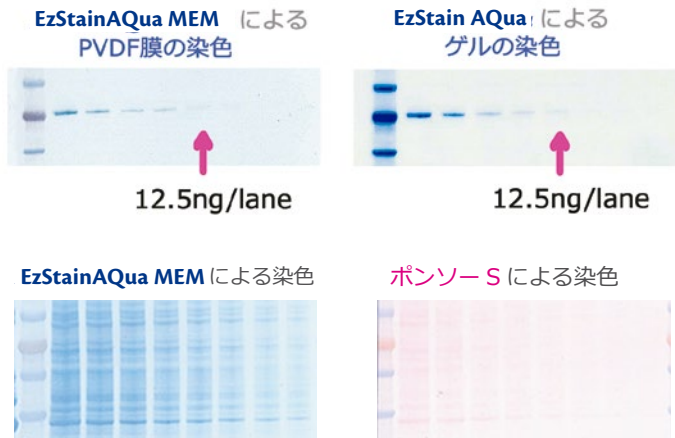 EzStainAQua MEM による
PVDF膜の染色
EzStain AQua による
ゲルの染色
12.5ng/lane
12.5ng/lane
EzStainAQua MEM による染色
ポンソー S による染色